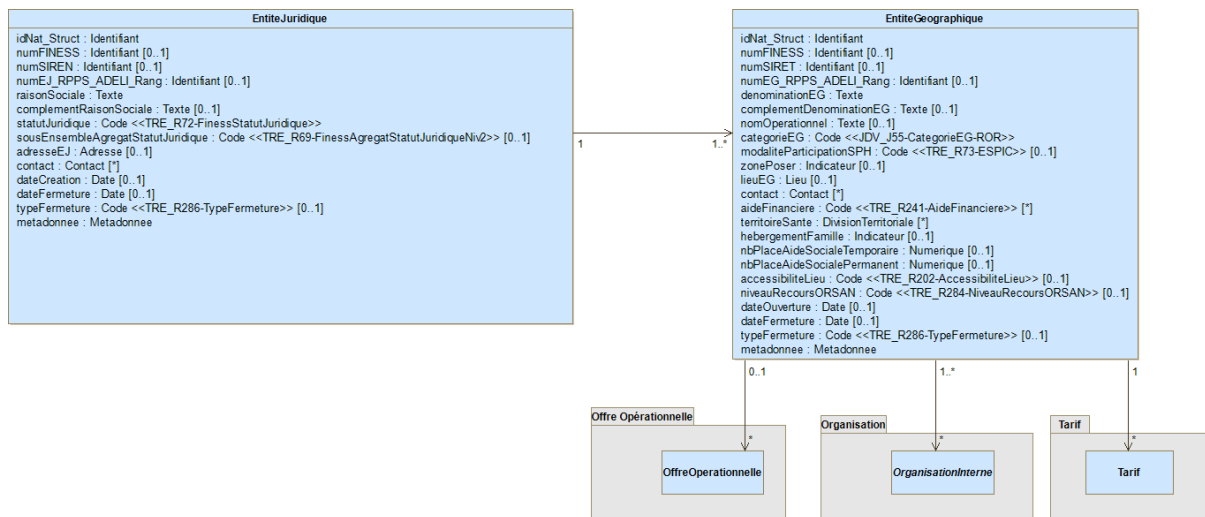 EntiteJuridique
idNat_Struct : Identifiant
numFINESS : Identifiant [0..1]
numSIREN : Identifiant [0..1]
numEJ_RPPS_ADELI_Rang : Identifiant [0..1]
raisonSociale : Texte
complementRaisonSociale : Texte [0..1]
statutJuridique : Code <<TRE_R72-FinessStatutJuridique>>
sousEnsembleAgregatStatutJuridique : Code <<TRE_R69-FinessAgregatStatutJuridiqueNiv2>> [0..1]
adresseEJ : Adresse [0..1]
contact : Contact [*]
dateCreation : Date [0..1]
dateFermeture : Date [0..1]
typeFermeture : Code <<TRE_R286-TypeFermeture>> [0..1]
metadonnee : Metadonnee
1
1..*
EntiteGeographique
idNat_Struct : Identifiant
numFINESS : Identifiant [0..1]
numSIRET : Identifiant [0..1]
numEG_RPPS_ADELI_Rang : Identifiant [0..1]
denominationEG : Texte
complementDenominationEG : Texte [0..1]
nomOperationnel : Texte [0..1]
categorieEG : Code <<JDV_J55-CategorieEG-ROR>>
modaliteParticipationSPH : Code <<TRE_R73-ESPIC>> [0..1]
zonePoser : Indicateur [0..1]
lieuEG : Lieu [0..1]
contact : Contact [*]
aideFinanciere : Code <<TRE_R241-AideFinanciere>> [*]
territoireSante : DivisionTerritoriale [*]
hebergementFamille : Indicateur [0..1]
nbPlaceAideSocialeTemporaire : Numerique [0..1]
nbPlaceAideSocialePermanent : Numerique [0..1]
accessibiliteLieu : Code <<TRE_R202-AccessibiliteLieu>> [0..1]
niveauRecoursORSAN : Code <<TRE_R284-NiveauRecoursORSAN>> [0..1]
dateOuverture : Date [0..1]
dateFermeture : Date [0..1]
typeFermeture : Code <<TRE_R286-TypeFermeture>> [0..1]
metadonnee : Metadonnee
0..1
1..*
1
Offre Opérationnelle
*
OffreOperationnelle
Organisation
*
OrganisationInterne
Tarif
*
Tarif